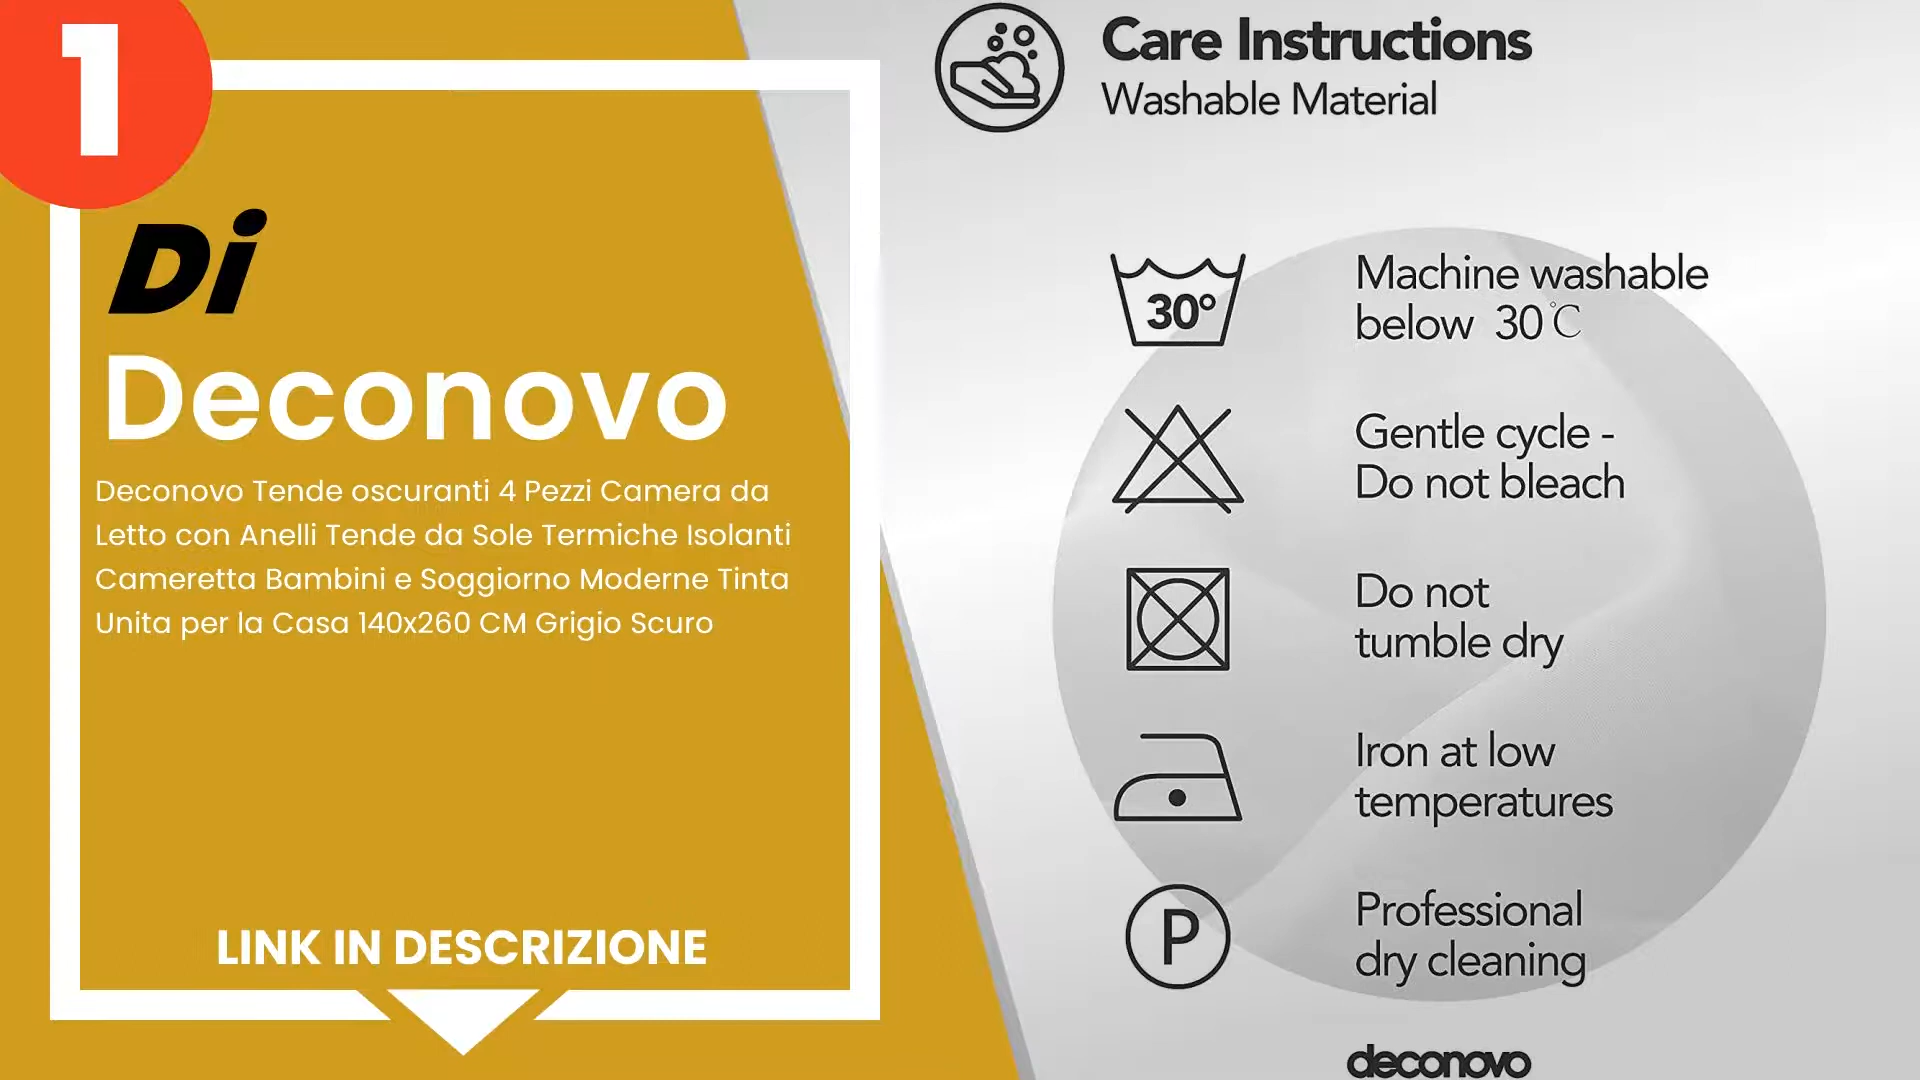 1
Di
Deconovo
Deconovo Tende oscuranti 4 Pezzi Camera da
Letto con Anelli Tende da Sole Termiche Isolanti
Cameretta Bambini e Soggiorno Moderne Tinta
Unita per la Casa 140x260 CM Grigio Scuro
LINK IN DESCRIZIONE
Care Instructions
Washable Material
30°
Machine washable
below 30℃
Gentle cycle -
Do not bleach
Do not
tumble dry
Iron at low
temperatures
P
Professional
dry cleaning
deconovo